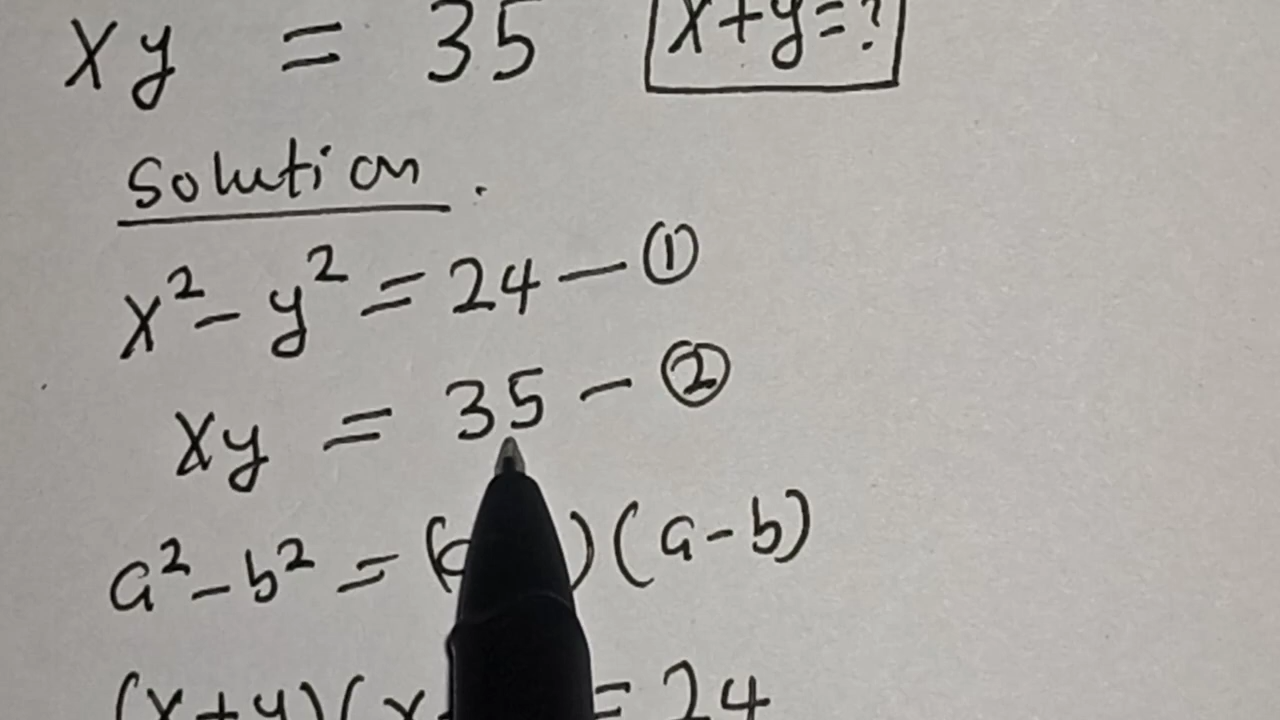 xy = 35 x+y=?
Solution.
x² - y² = 24 — ①
xy = 35 - ②
a² - b² = ( ) (a - b)
(x+y)(x = 24